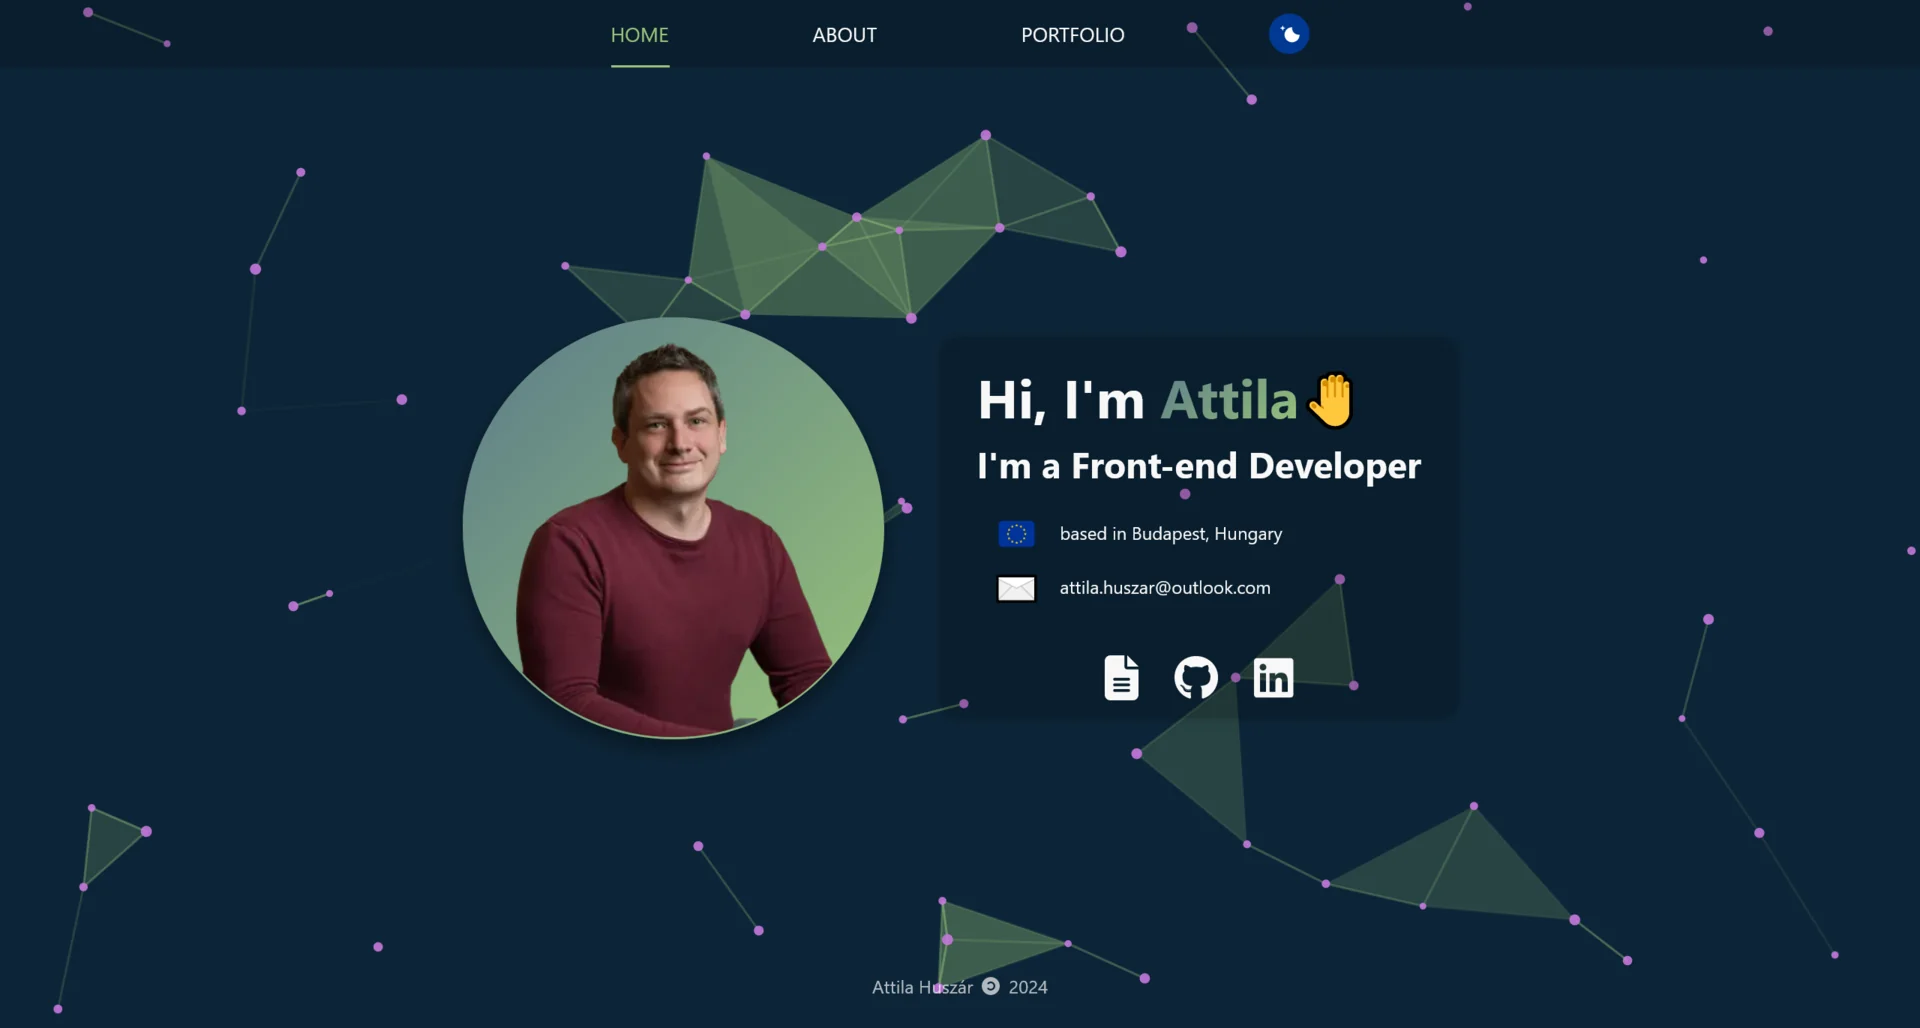 HOME
ABOUT
PORTFOLIO
Hi, I'm Attila🤚
I'm a Front-end Developer
based in Budapest, Hungary
attila.huszar@outlook.com
in
Attila Huszár 🄯 2024